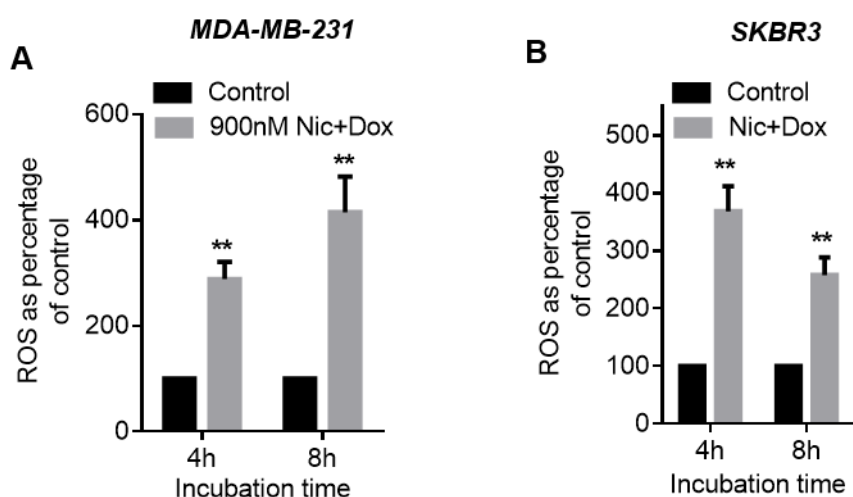 MDA-MB-231
A
Control
900nM Nic+Dox
ROS as percentage
of control
600
400
200
0
**
**
4h
8h
Incubation time
SKBR3
B
Control
Nic+Dox
ROS as percentage
of control
500
400
300
200
100
0
**
**
4h
8h
Incubation time